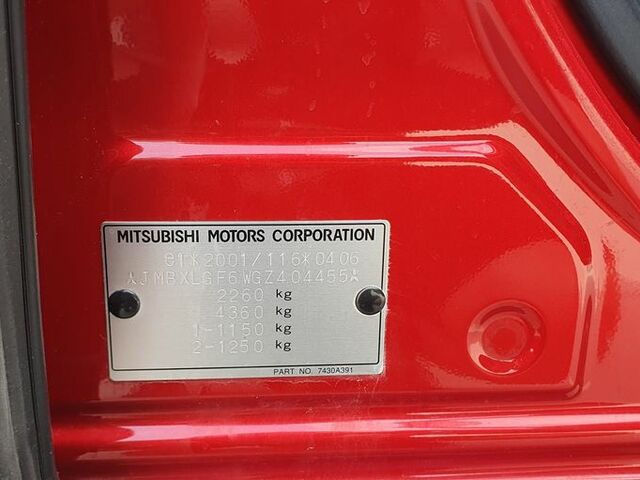 MITSUBISHI MOTORS CORPORATION
e1*2001/116*0406
*JMBXLGF6WGZ404455*
2260 kg
4360 kg
1-1150 kg
2-1250 kg
PART NO. 7430A391